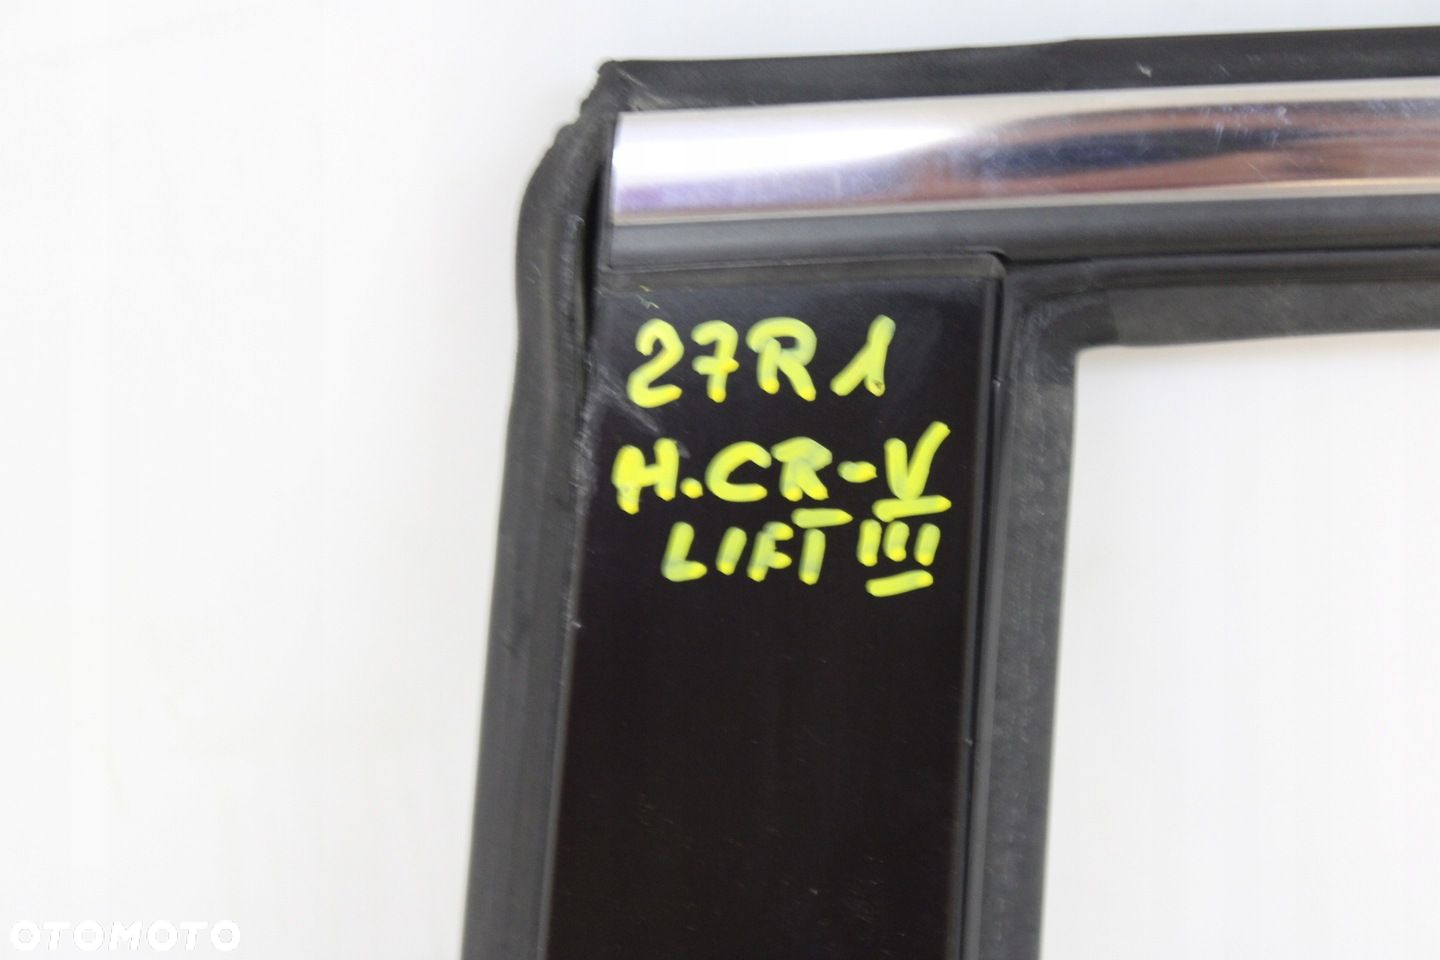 27R1
H.CR-V
LIFT III
OTOMOTO